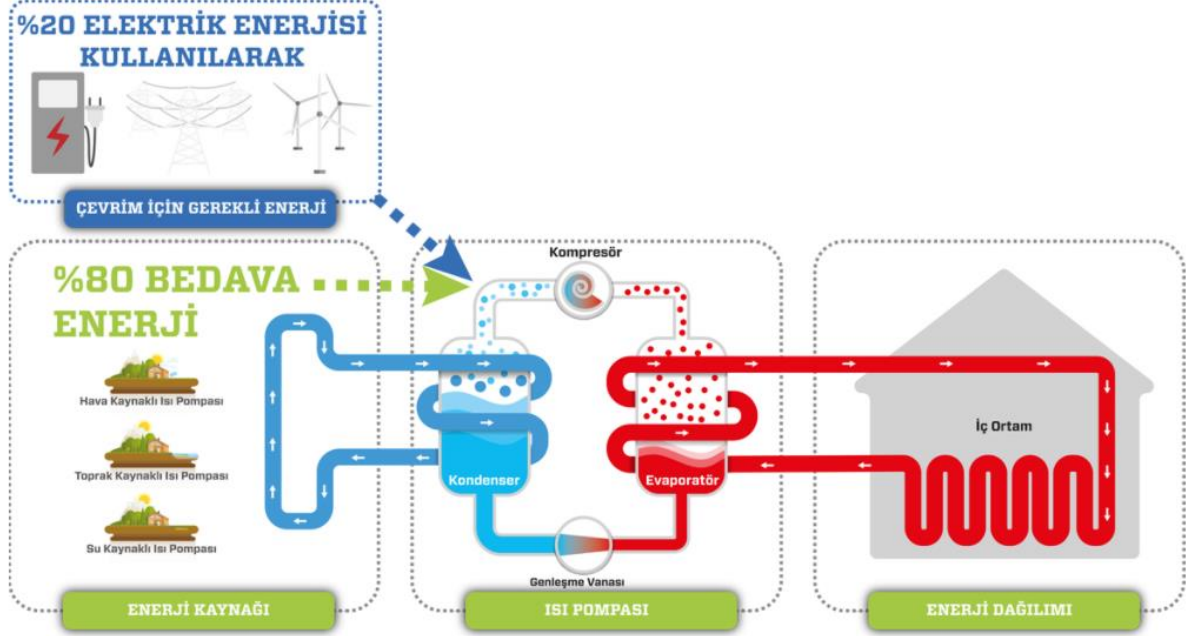 %20 ELEKTRİK ENERJİSİ
KULLANILARAK
ÇEVRİM İÇİN GEREKLİ ENERJİ
%80 BEDAVA
ENERJİ
Hava Kaynaklı Isı Pompası
Toprak Kaynaklı Isı Pompası
Su Kaynaklı Isı Pompası
ENERJİ KAYNAĞI
Kompresör
Kondenser
Evaporatör
Genleşme Vanası
ISI POMPASI
İç Ortam
ENERJİ DAĞILIMI